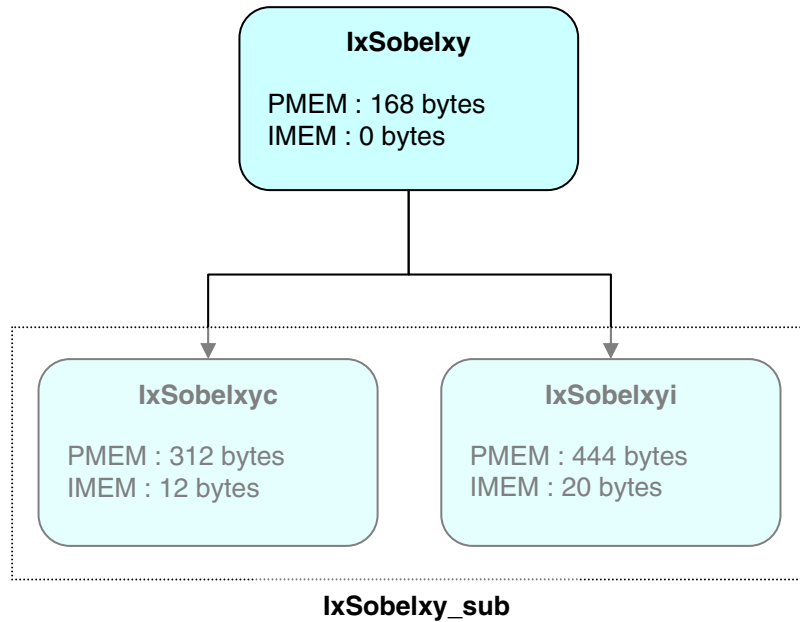 IxSobelxy
PMEM : 168 bytes
IMEM : 0 bytes
IxSobelxyc
PMEM : 312 bytes
IMEM : 12 bytes
IxSobelxyi
PMEM : 444 bytes
IMEM : 20 bytes
IxSobelxy_sub